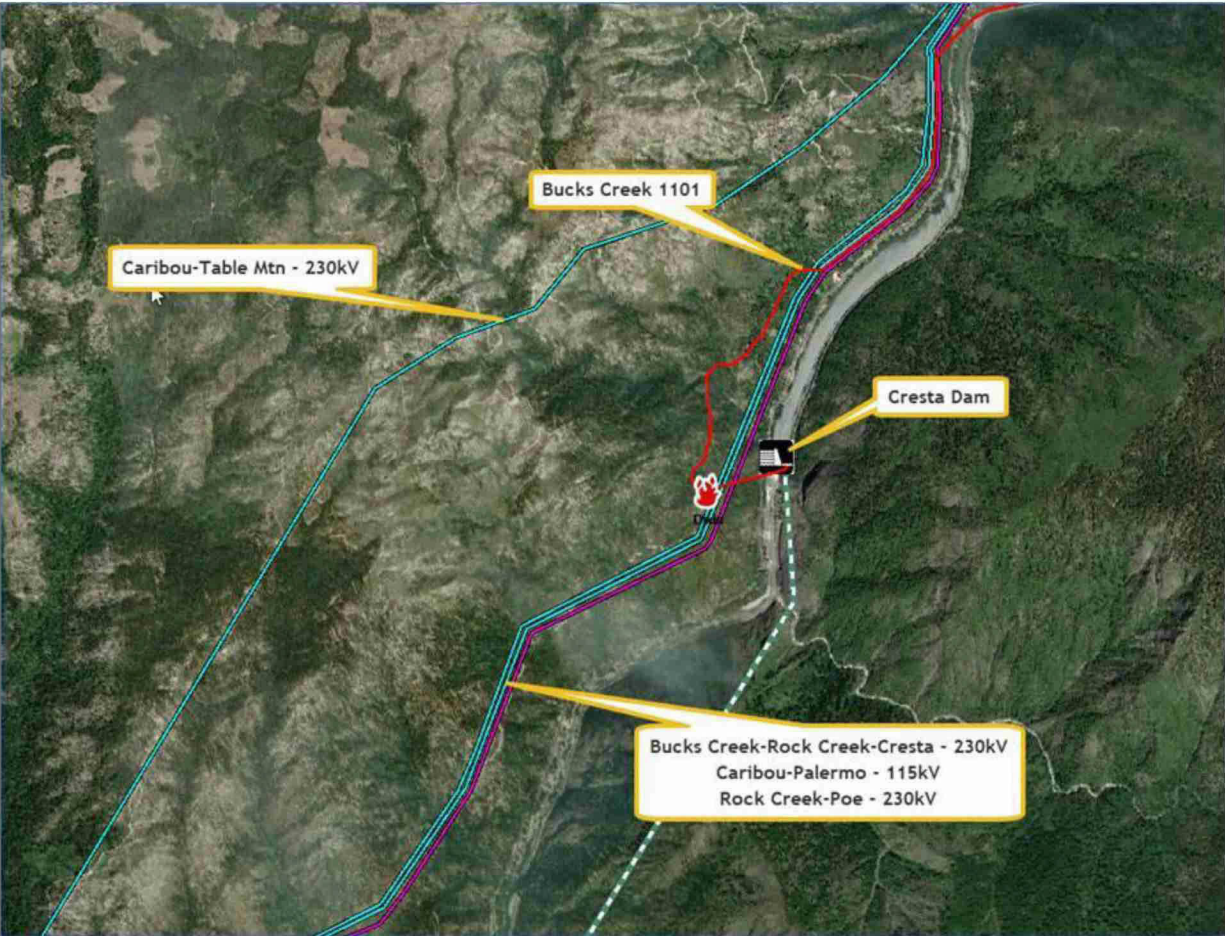 Bucks Creek 1101
Caribou-Table Mtn - 230kV
Cresta Dam
Bucks Creek-Rock Creek-Cresta - 230kV
Caribou-Palermo - 115kV
Rock Creek-Poe - 230kV